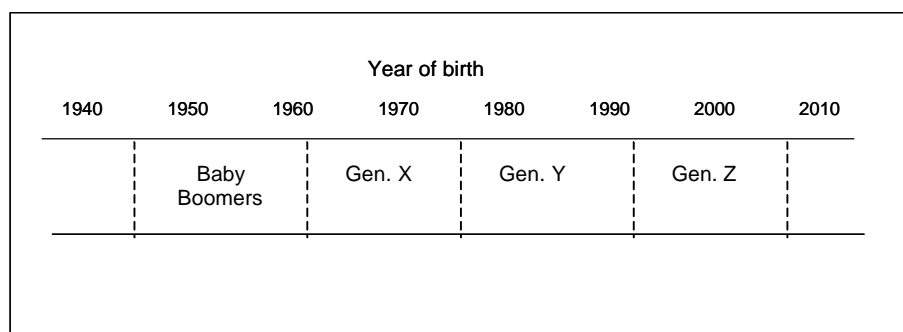 Year of birth
1940 1950 1960 1970 1980 1990 2000 2010
Baby Gen. X Gen. Y Gen. Z
Boomers